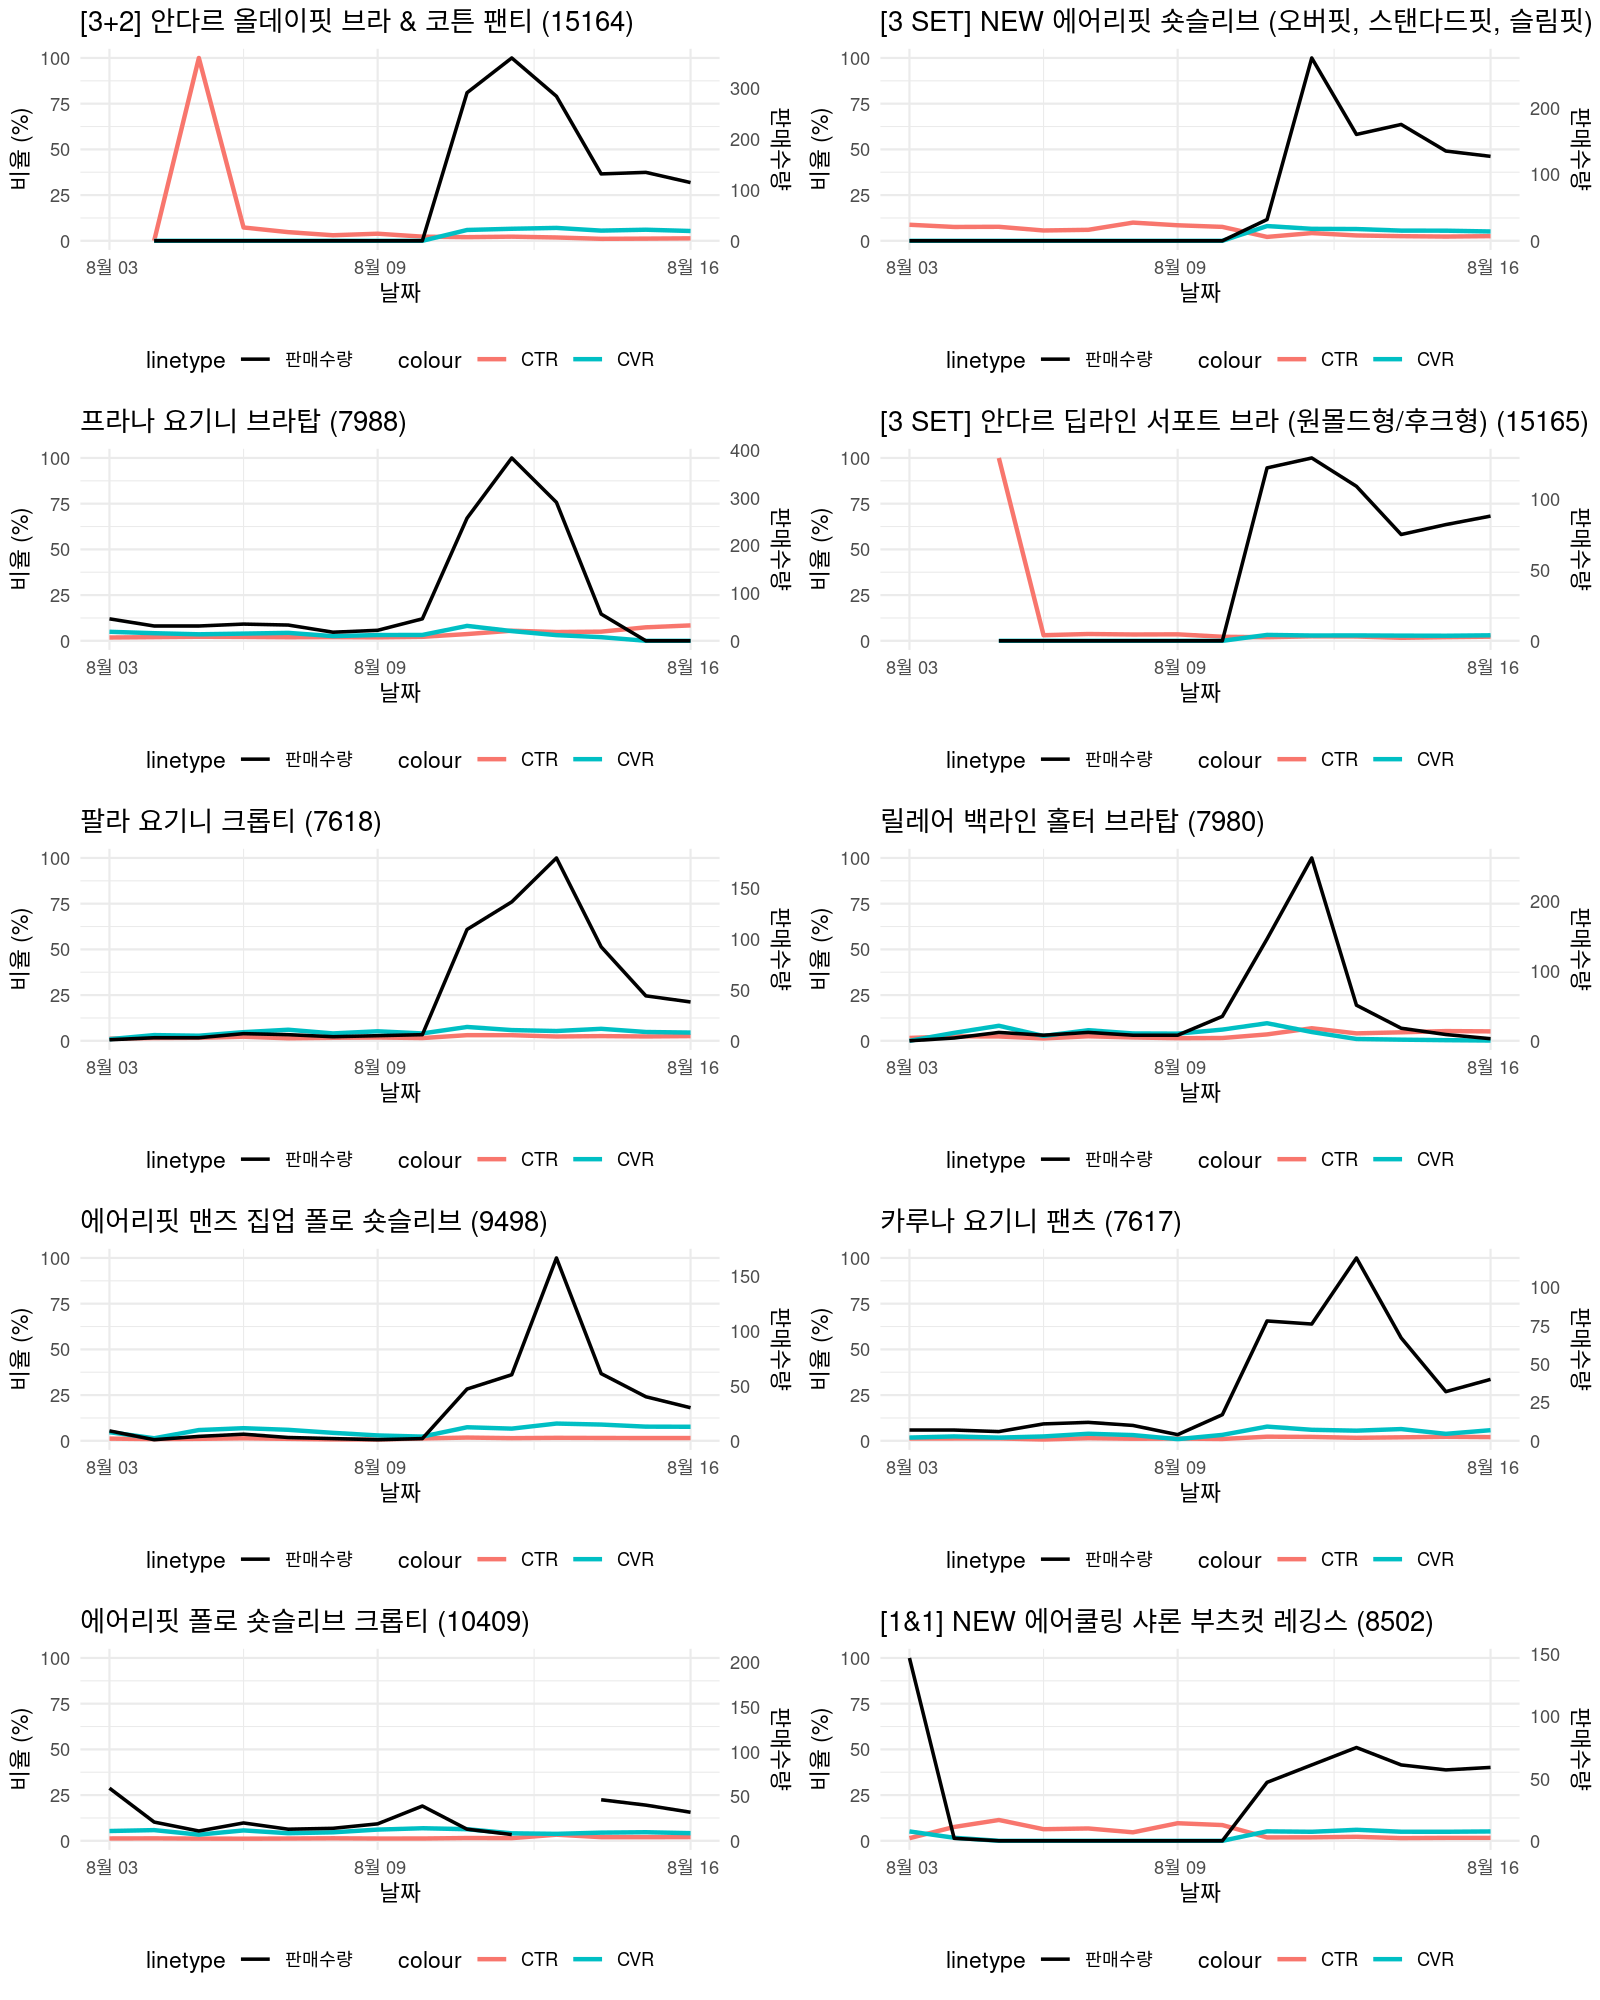 [3+2] 안다르 올데이핏 브라 & 코튼 팬티 (15164)
100
75
50
25
0
비율 (%)
300
200
100
0
판매수량
8월 03
8월 09
8월 16
날짜
linetype 판매수량 colour CTR CVR
[3 SET] NEW 에어리핏 숏슬리브 (오버핏, 스탠다드핏, 슬림핏)
100
75
50
25
0
비율 (%)
200
100
0
판매수량
8월 03
8월 09
8월 16
날짜
linetype 판매수량 colour CTR CVR
프라나 요기니 브라탑 (7988)
100
75
50
25
0
비율 (%)
400
300
200
100
0
판매수량
8월 03
8월 09
8월 16
날짜
linetype 판매수량 colour CTR CVR
[3 SET] 안다르 딥라인 서포트 브라 (원몰드형/후크형) (15165)
100
75
50
25
0
비율 (%)
100
50
0
판매수량
8월 03
8월 09
8월 16
날짜
linetype 판매수량 colour CTR CVR
팔라 요기니 크롭티 (7618)
100
75
50
25
0
비율 (%)
150
100
50
0
판매수량
8월 03
8월 09
8월 16
날짜
linetype 판매수량 colour CTR CVR
릴레어 백라인 홀터 브라탑 (7980)
100
75
50
25
0
비율 (%)
200
100
0
판매수량
8월 03
8월 09
8월 16
날짜
linetype 판매수량 colour CTR CVR
에어리핏 맨즈 집업 폴로 숏슬리브 (9498)
100
75
50
25
0
비율 (%)
150
100
50
0
판매수량
8월 03
8월 09
8월 16
날짜
linetype 판매수량 colour CTR CVR
카루나 요기니 팬츠 (7617)
100
75
50
25
0
비율 (%)
100
75
50
25
0
판매수량
8월 03
8월 09
8월 16
날짜
linetype 판매수량 colour CTR CVR
에어리핏 폴로 숏슬리브 크롭티 (10409)
100
75
50
25
0
비율 (%)
200
150
100
50
0
판매수량
8월 03
8월 09
8월 16
날짜
linetype 판매수량 colour CTR CVR
[1&1] NEW 에어쿨링 샤론 부츠컷 레깅스 (8502)
100
75
50
25
0
비율 (%)
150
100
50
0
판매수량
8월 03
8월 09
8월 16
날짜
linetype 판매수량 colour CTR CVR